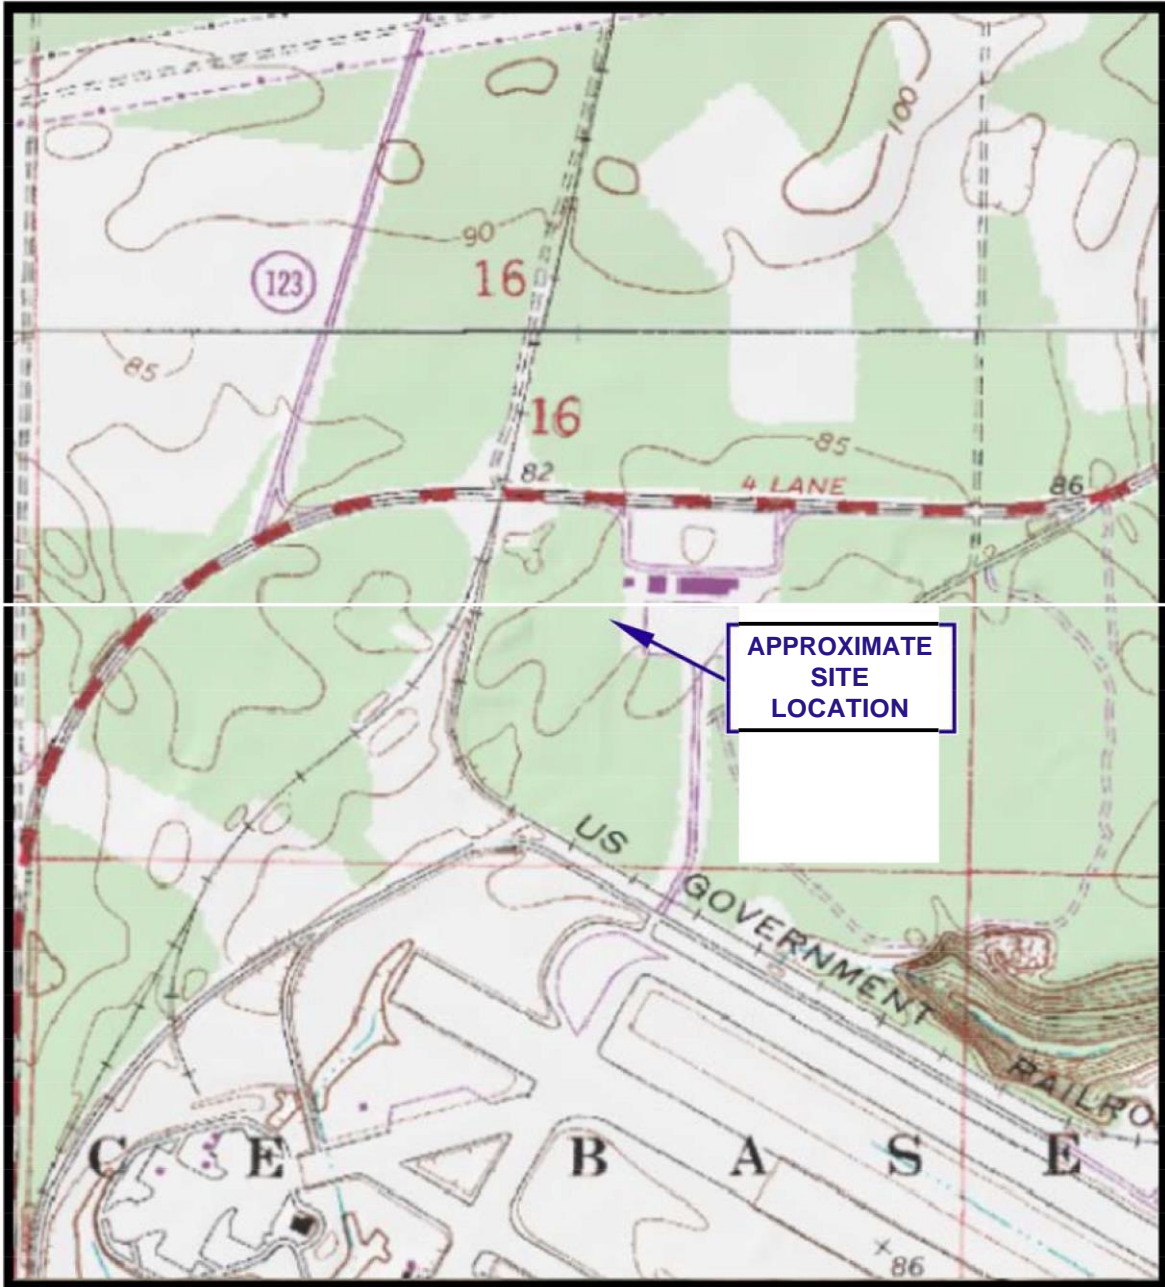 100
90
16
123
85
16
85
82
4 LANE
86
APPROXIMATE
SITE
LOCATION
US GOVERNMENT RAILRO
C E B A S E
86